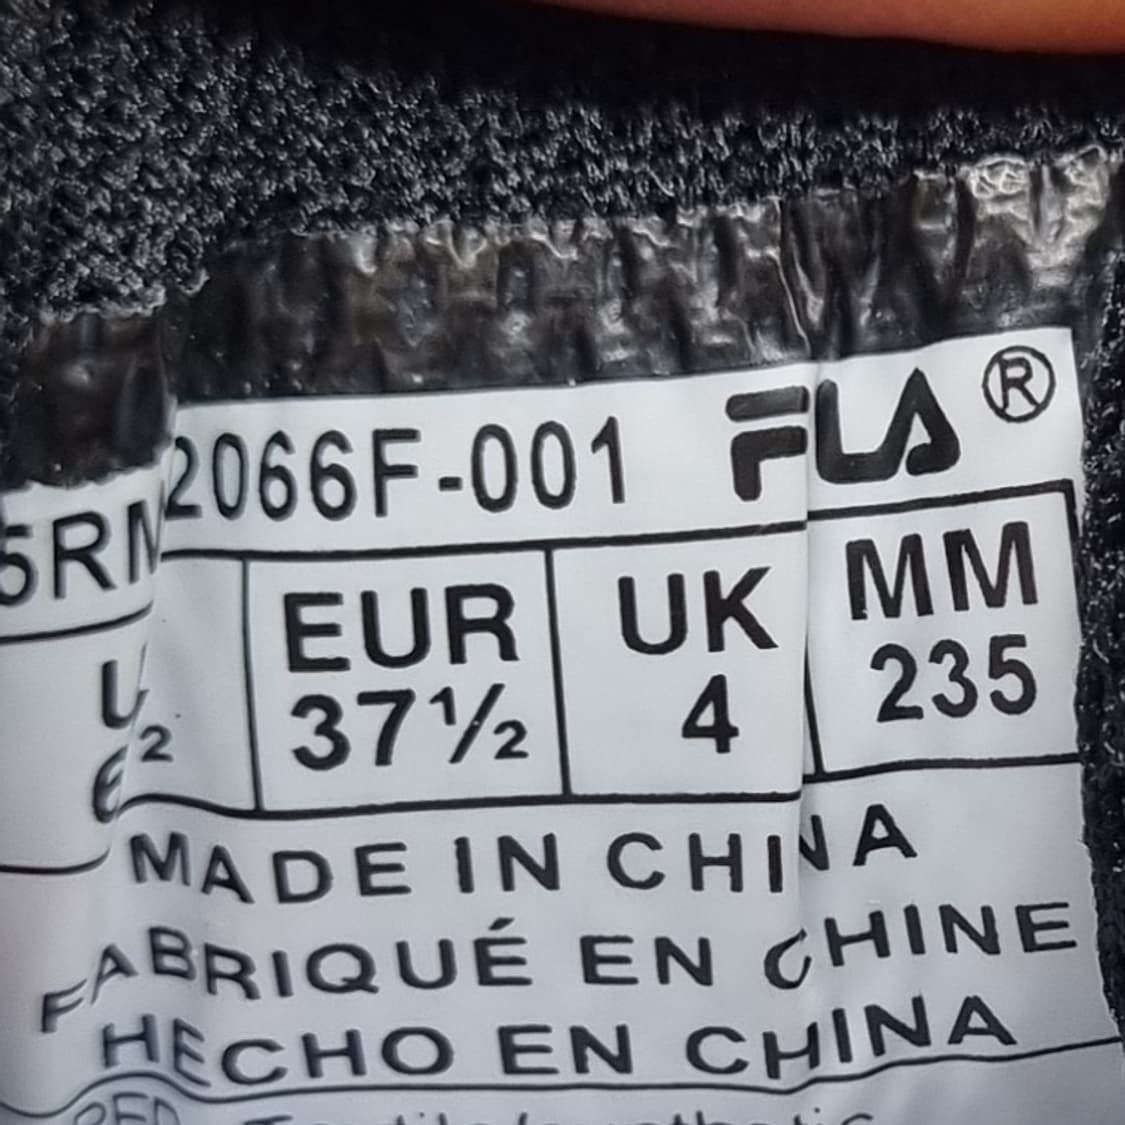 2066F-001 FILA®
EUR UK MM
37½ 4 235
MADE IN CHINA
FABRIQUÉ EN CHINE
HECHO EN CHINA